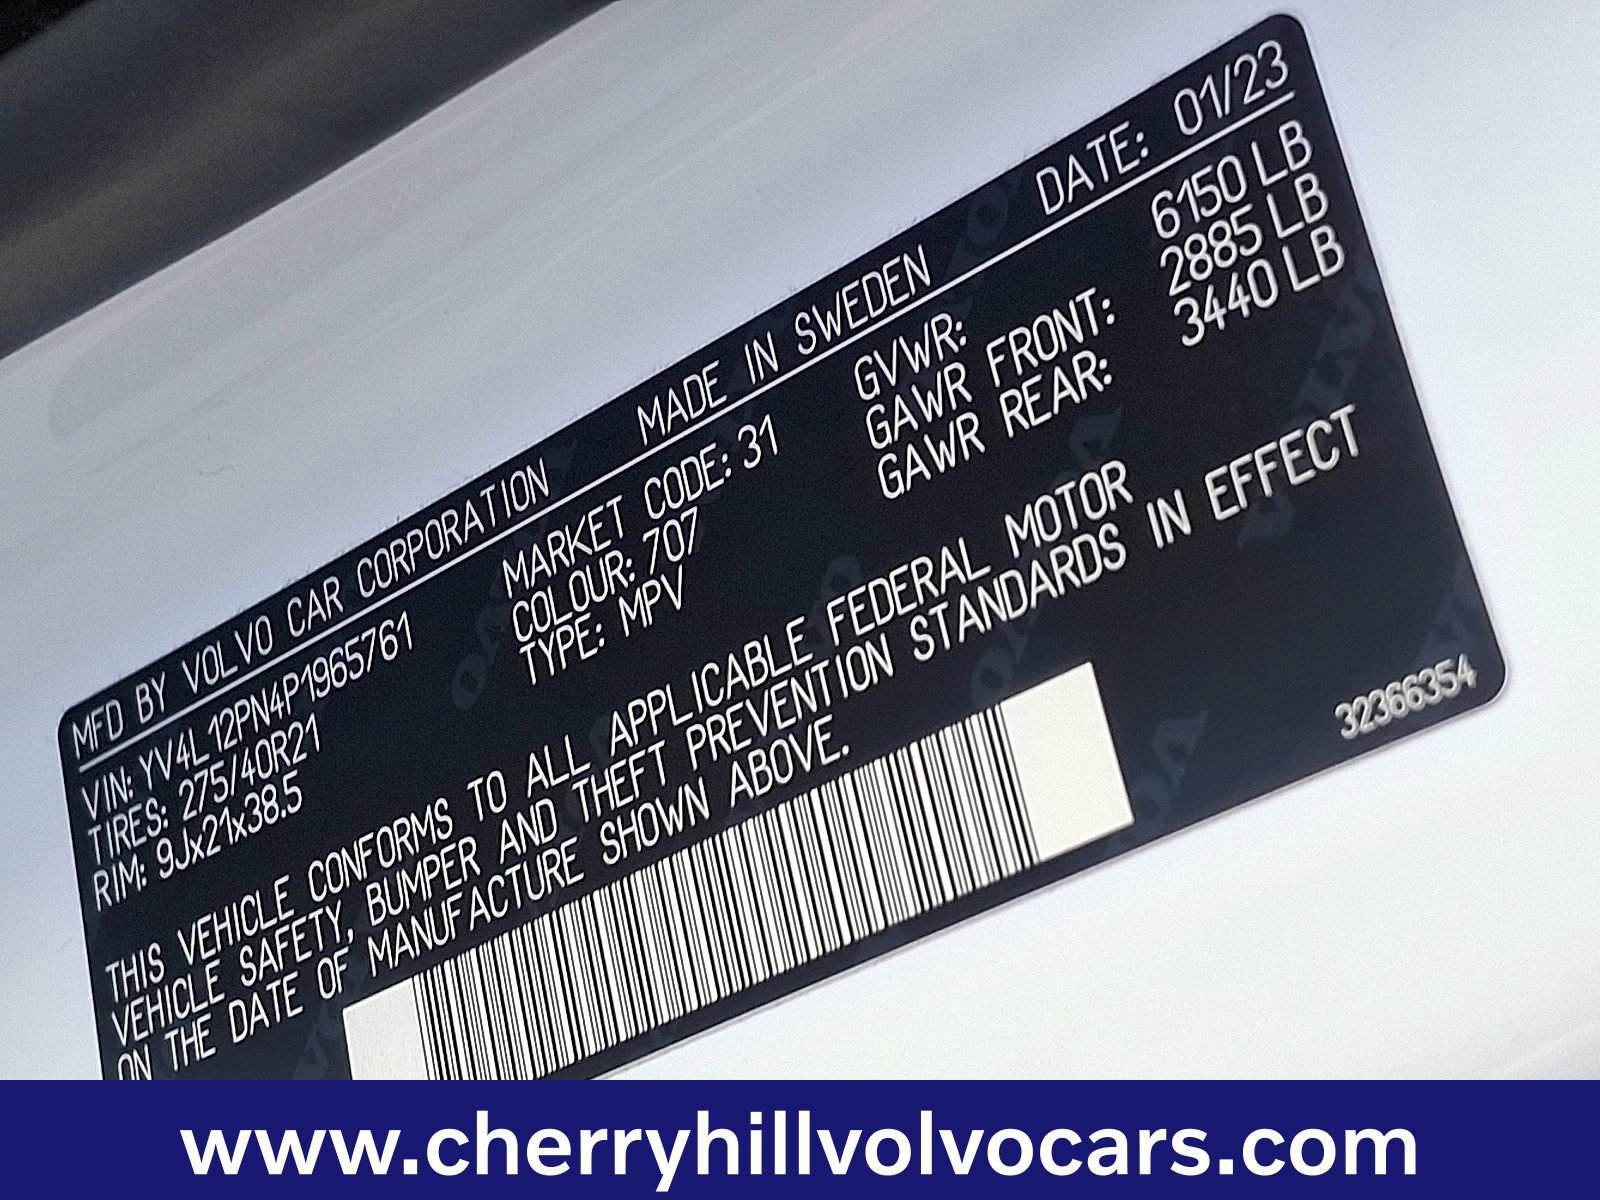 MFD BY VOLVO CAR CORPORATION MADE IN SWEDEN DATE: 01/23
VIN: YV4L12PN4P1965761 MARKET CODE: 31 GVWR: 6150 LB
TIRES: 275/40R21 COLOUR: 707 GAWR FRONT: 2885 LB
RIM: 9Jx21x38.5 TYPE: MPV GAWR REAR: 3440 LB
THIS VEHICLE CONFORMS TO ALL APPLICABLE FEDERAL MOTOR
VEHICLE SAFETY, BUMPER AND THEFT PREVENTION STANDARDS IN EFFECT
ON THE DATE OF MANUFACTURE SHOWN ABOVE.
32366354
www.cherryhillvolvocars.com